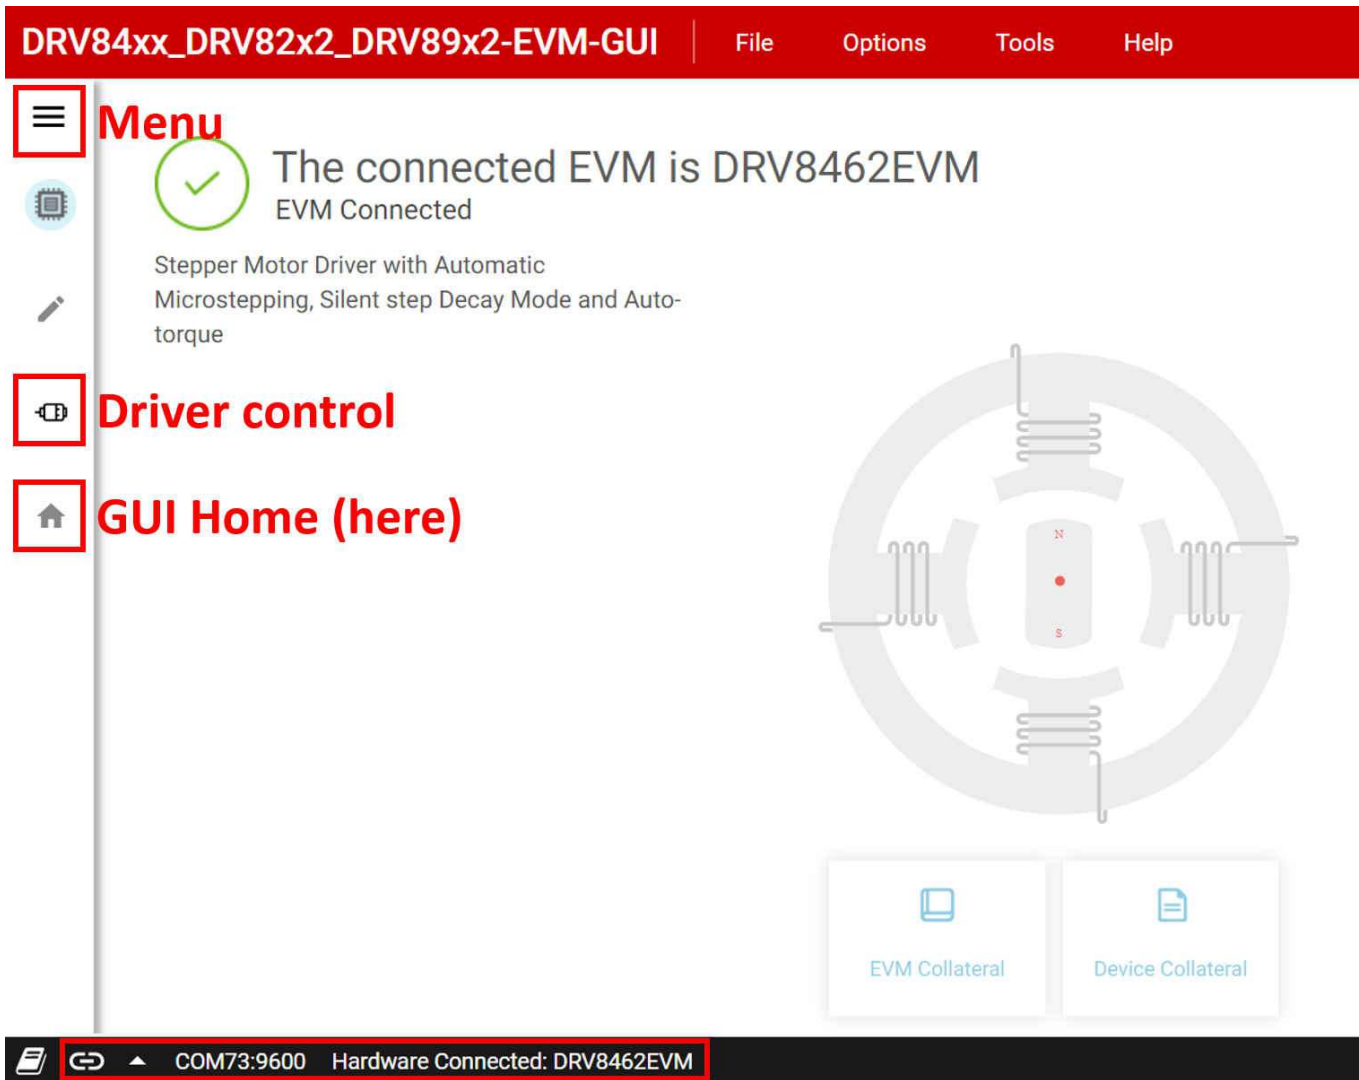 DRV84xx_DRV82x2_DRV89x2-EVM-GUI File Options Tools Help
Menu
The connected EVM is DRV8462EVM
EVM Connected
Stepper Motor Driver with Automatic
Microstepping, Silent step Decay Mode and Auto-
torque
Driver control
GUI Home (here)
N
S
EVM Collateral
Device Collateral
COM73:9600 Hardware Connected: DRV8462EVM